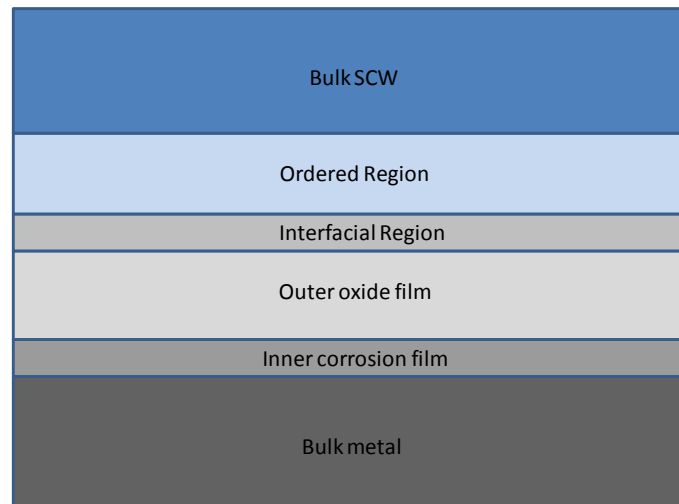 Bulk SCW
Ordered Region
Interfacial Region
Outer oxide film
Inner corrosion film
Bulk metal